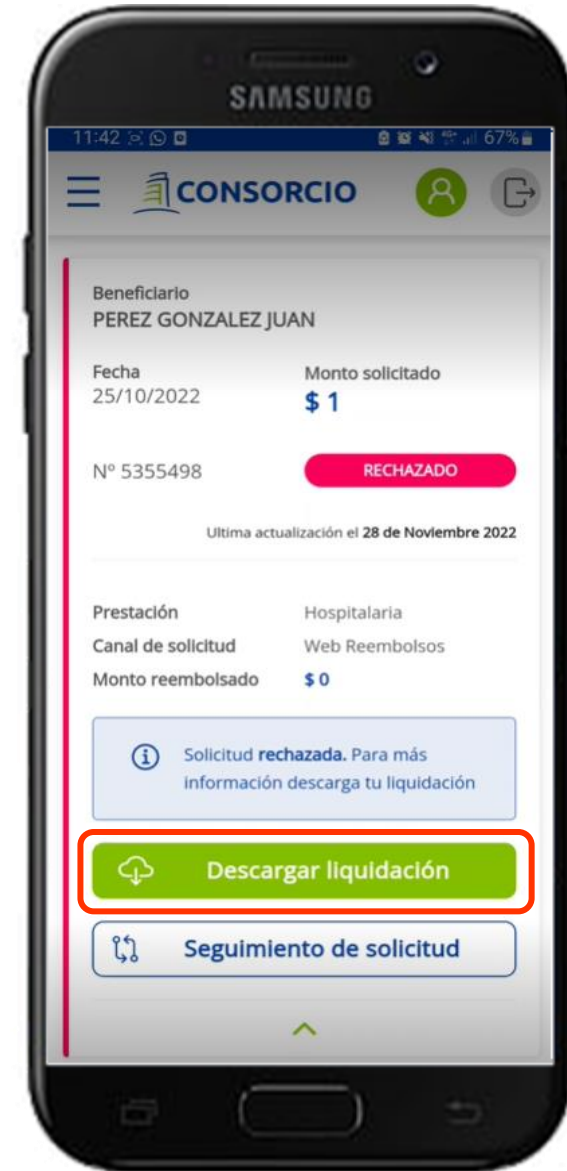 SAMSUNG
11:42 67%
CONSORCIO
Beneficiario
PEREZ GONZALEZ JUAN
Fecha Monto solicitado
25/10/2022 $ 1
Nº 5355498 RECHAZADO
Ultima actualización el 28 de Noviembre 2022
Prestación Hospitalaria
Canal de solicitud Web Reembolsos
Monto reembolsado $ 0
Solicitud rechazada. Para más
información descarga tu liquidación
Descargar liquidación
Seguimiento de solicitud